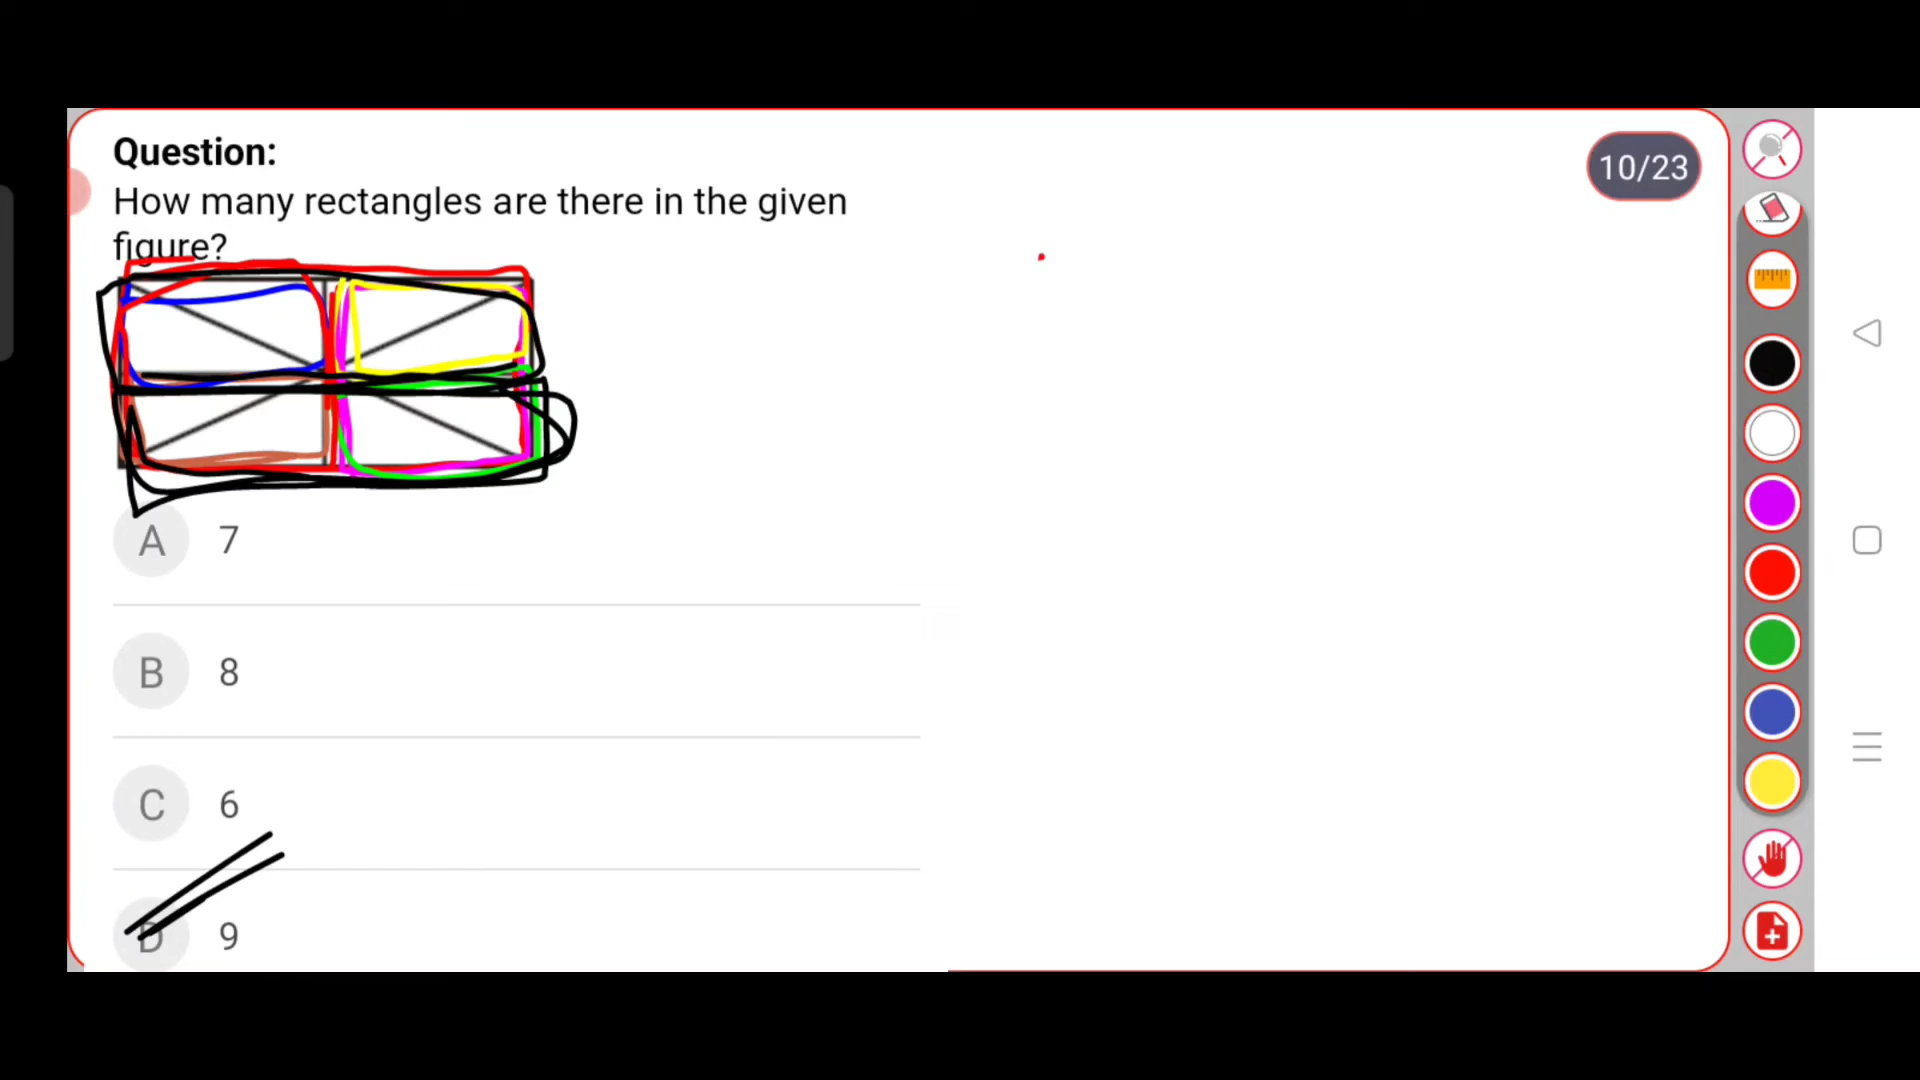 Question:
10/23
How many rectangles are there in the given
figure?
A 7
B 8
C 6
D 9